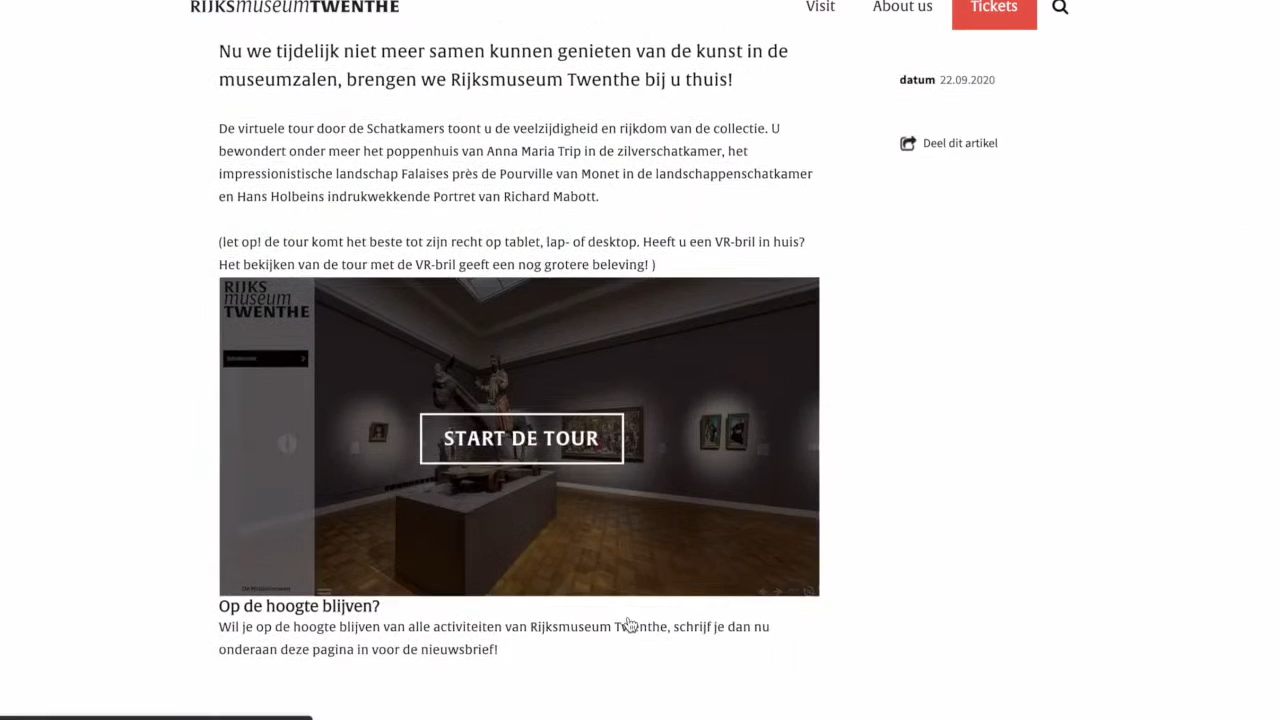 RIJKSmuseumTWENTHE
Visit
About us
Tickets
Nu we tijdelijk niet meer samen kunnen genieten van de kunst in de
museumzalen, brengen we Rijksmuseum Twenthe bij u thuis!
datum 22.09.2020
Deel dit artikel
De virtuele tour door de Schatkamers toont u de veelzijdigheid en rijkdom van de collectie. U
bewondert onder meer het poppenhuis van Anna Maria Trip in de zilverschatkamer, het
impressionistische landschap Falaises près de Pourville van Monet in de landschappenschatkamer
en Hans Holbeins indrukwekkende Portret van Richard Mabott.
(let op! de tour komt het beste tot zijn recht op tablet, lap- of desktop. Heeft u een VR-bril in huis?
Het bekijken van de tour met de VR-bril geeft een nog grotere beleving! )
RIJKS
museum
TWENTHE
START DE TOUR
Op de hoogte blijven?
Wil je op de hoogte blijven van alle activiteiten van Rijksmuseum Twenthe, schrijf je dan nu
onderaan deze pagina in voor de nieuwsbrief!